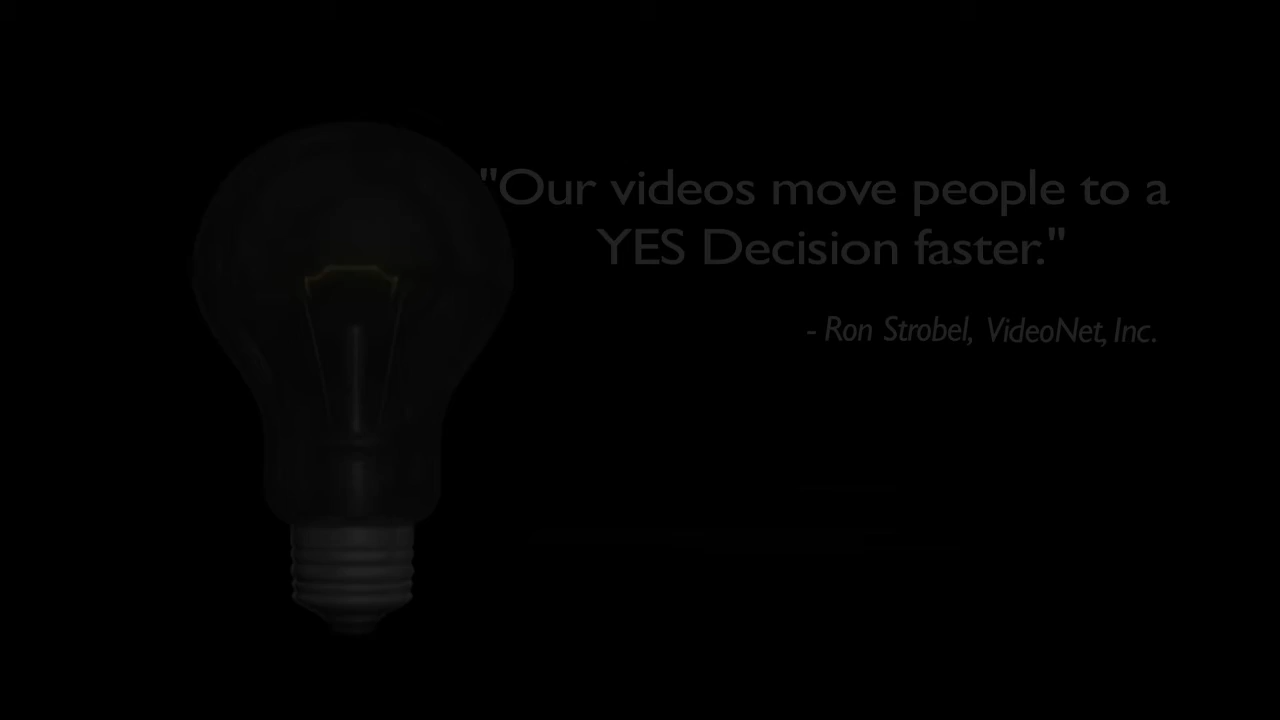 "Our videos move people to a
YES Decision faster."
- Ron Strobel, VideoNet, Inc.